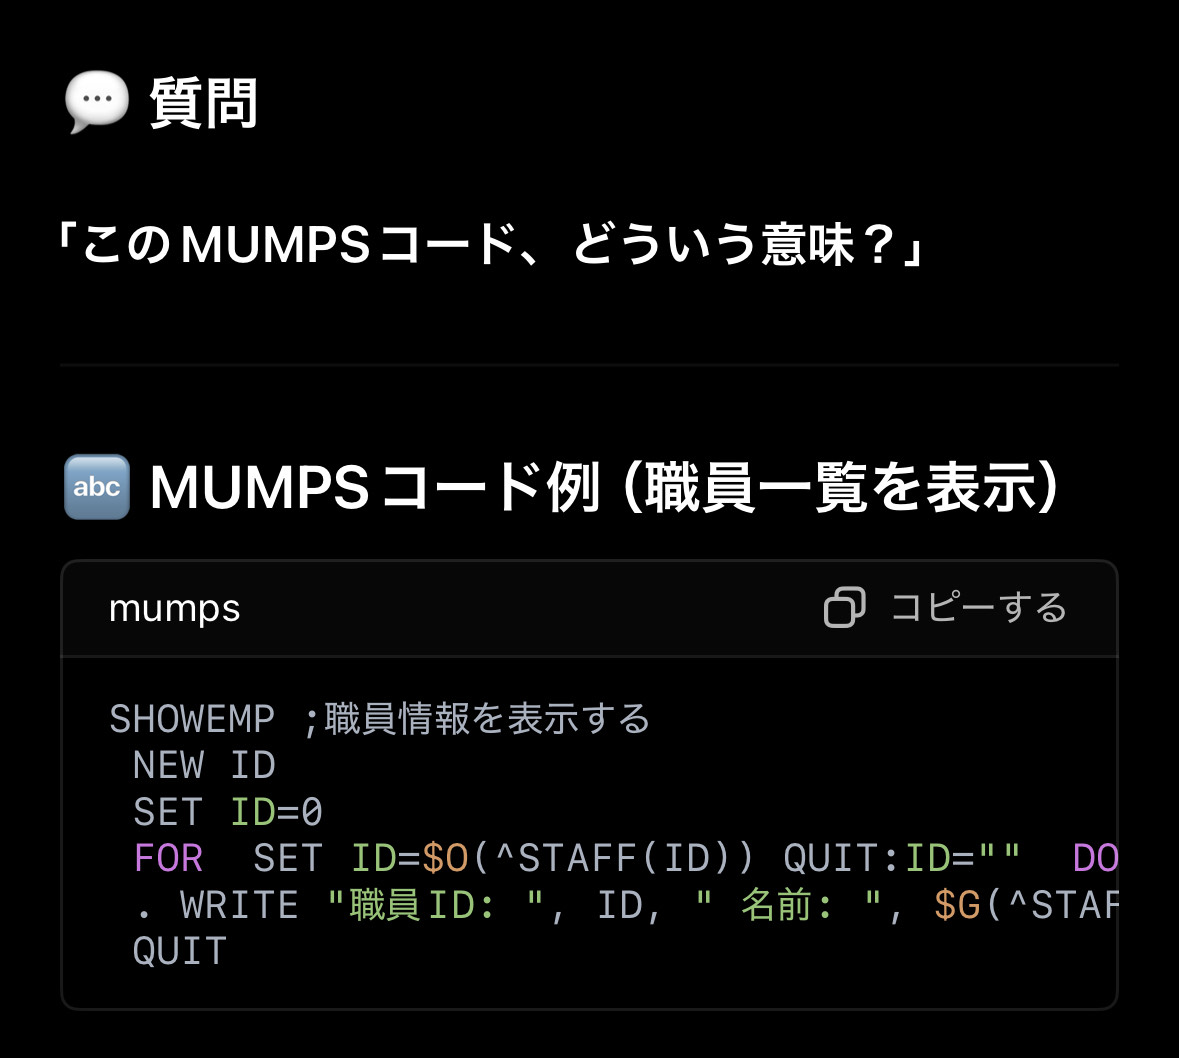 💬 質問
「このMUMPSコード、どういう意味？」
🔤 MUMPSコード例（職員一覧を表示）
mumps コピーする
SHOWEMP ;職員情報を表示する
 NEW ID
 SET ID=0
 FOR  SET ID=$O(^STAFF(ID)) QUIT:ID=""  DO
 . WRITE "職員ID: ", ID, " 名前: ", $G(^STAF
 QUIT